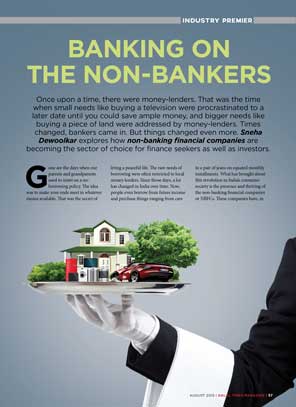 INDUSTRY PREMIER
BANKING ON
THE NON-BANKERS
Once upon a time, there were money-lenders. That was the time
when small needs like buying a television were procrastinated to a
later date until you could save ample money, and bigger needs like
buying a piece of land were addressed by money-lenders. Times
changed, bankers came in. But things changed even more. Sneha
Dewoolkar explores how non-banking financial companies are
becoming the sector of choice for finance seekers as well as investors.
Gone are the days when our
parents and grandparents
used to insist on a no-
borrowing policy. The idea
was to make your ends meet in whatever
means available. That was the secret of
living a peaceful life. The rare needs of
borrowing were often restricted to local
money-lenders. Since those days, a lot
has changed in India over time. Now,
people even borrow from future income
and purchase things ranging from cars
to a pair of jeans on equated monthly
installments. What has brought about
this revolution in Indian consumer
society is the presence and thriving of
the non-banking financial companies
or NBFCs. These companies have, in
AUGUST 2013 | 57